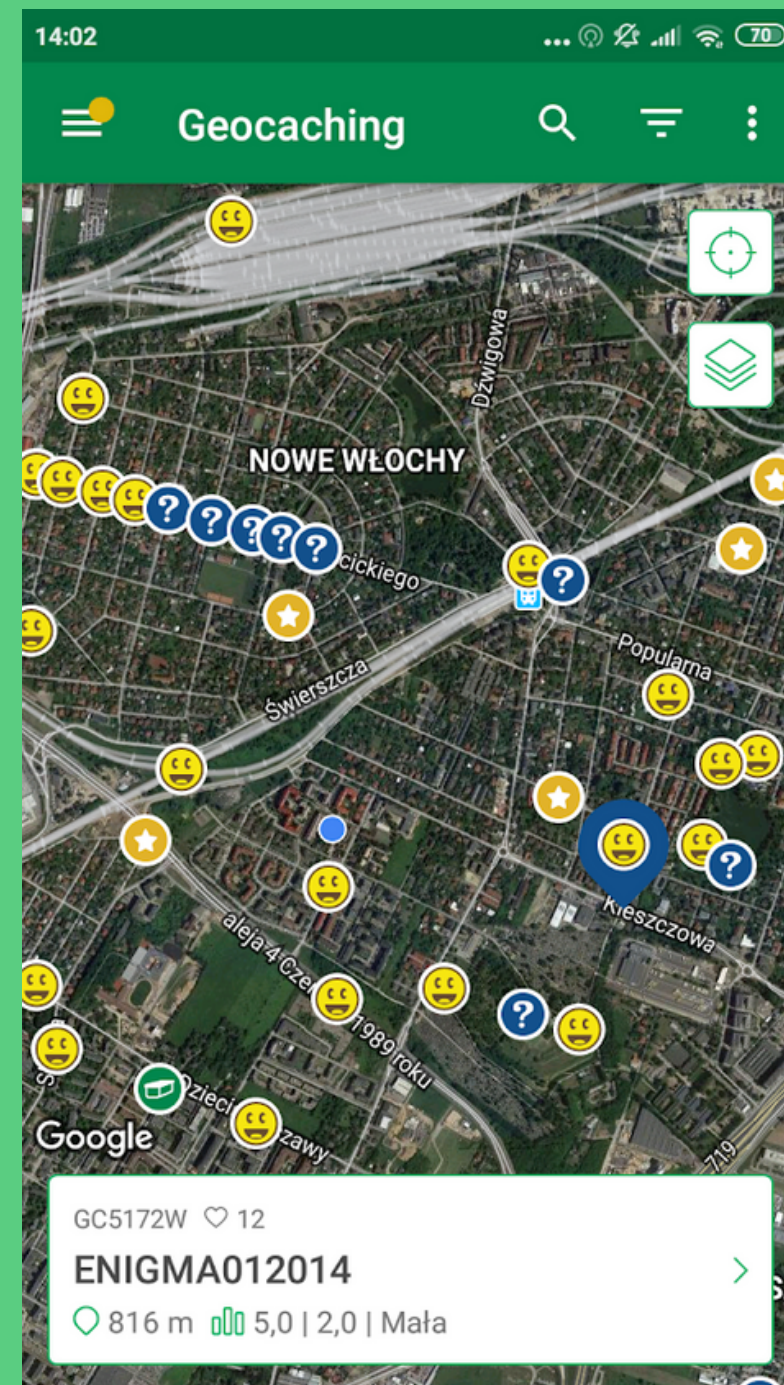 14:02
70
Geocaching
Dźwigowa
NOWE WŁOCHY
cickiego
Popularna
Świerszcza
Kleszczowa
aleja 4 Czer
1989 roku
Dzieci
zawy
Google
719
GC5172W 12
ENIGMA012014
816 m 5,0 | 2,0 | Mała